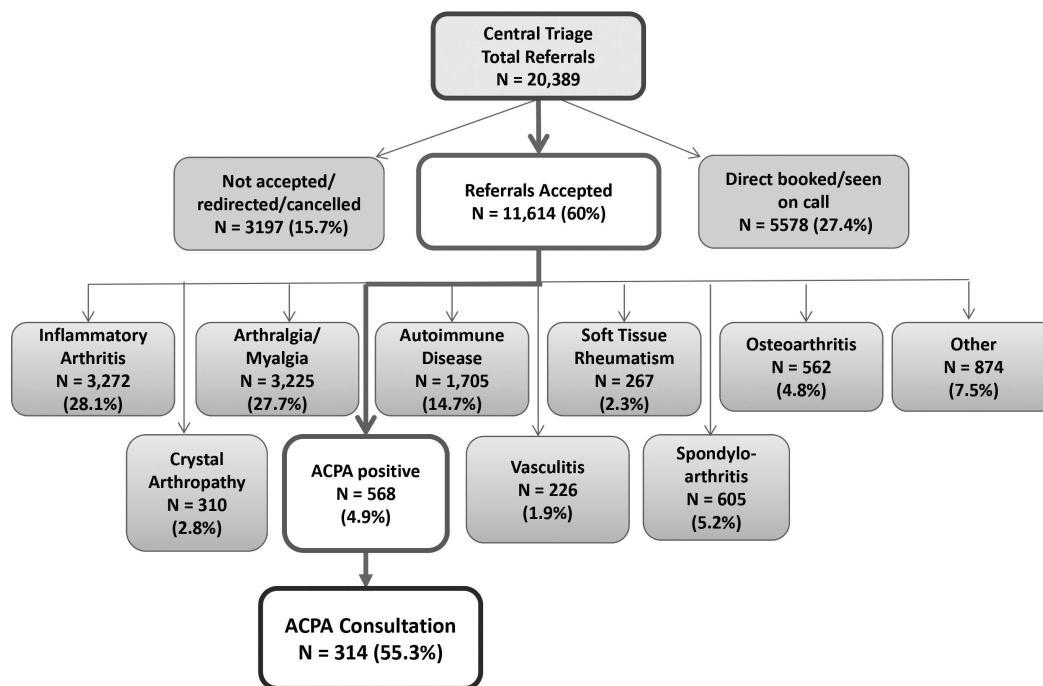 Central Triage
Total Referrals
N = 20,389
Not accepted/
redirected/cancelled
N = 3197 (15.7%)
Referrals Accepted
N = 11,614 (60%)
Direct booked/seen
on call
N = 5578 (27.4%)
Inflammatory
Arthritis
N = 3,272
(28.1%)
Arthralgia/
Myalgia
N = 3,225
(27.7%)
Autoimmune
Disease
N = 1,705
(14.7%)
Soft Tissue
Rheumatism
N = 267
(2.3%)
Osteoarthritis
N = 562
(4.8%)
Other
N = 874
(7.5%)
Crystal
Arthropathy
N = 310
(2.8%)
ACPA positive
N = 568
(4.9%)
Vasculitis
N = 226
(1.9%)
Spondylo-
arthritis
N = 605
(5.2%)
ACPA Consultation
N = 314 (55.3%)